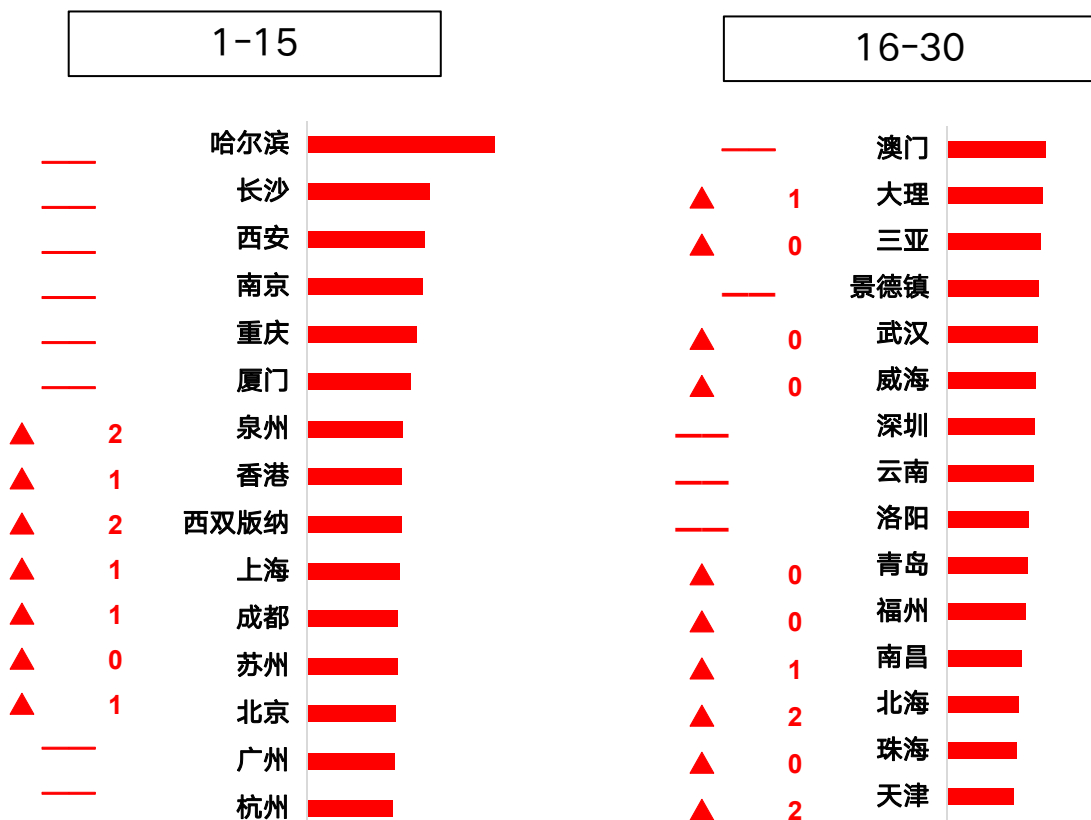 1-15
哈尔滨
长沙
西安
南京
重庆
厦门
泉州
2
香港
1
西双版纳
2
上海
1
成都
1
苏州
0
北京
1
广州
杭州
16-30
澳门
1
大理
0
三亚
景德镇
0
武汉
0
威海
深圳
云南
洛阳
0
青岛
0
福州
1
南昌
2
北海
0
珠海
2
天津